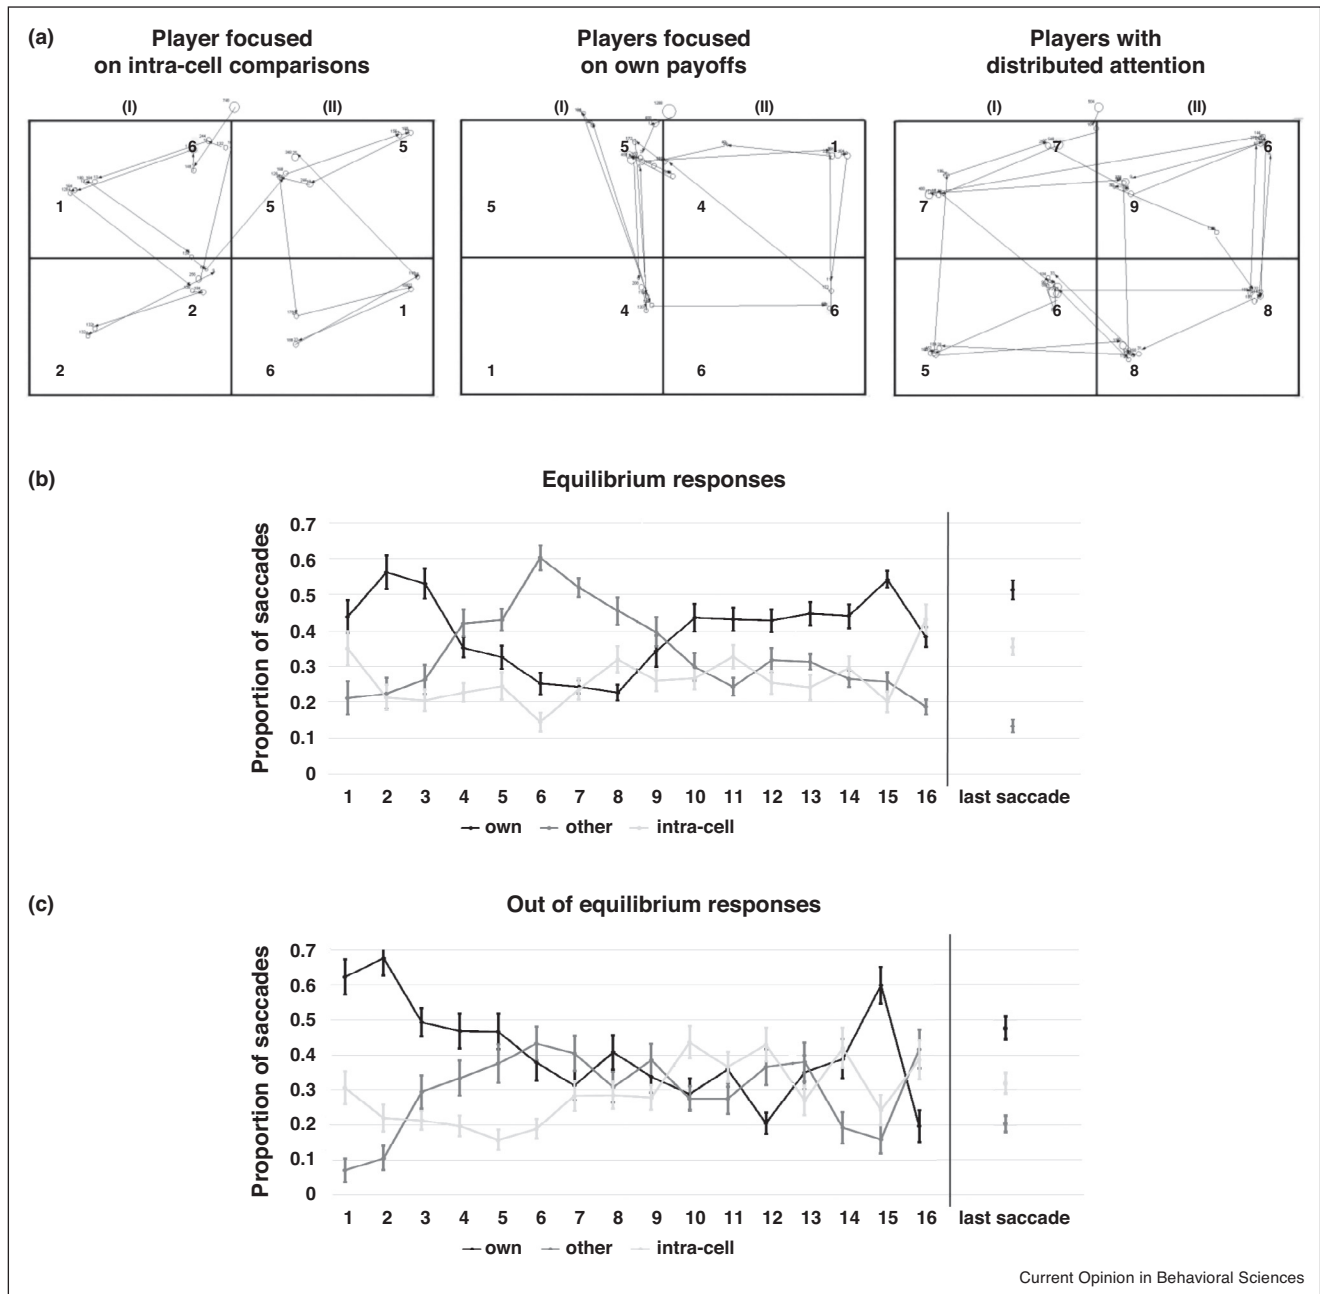 (a)
Player focused
on intra-cell comparisons
Players focused
on own payoffs
Players with
distributed attention
(I) (II)
(I) (II)
(I) (II)
6 5
1 5
2 1
2 6
5 1
5 4
4 6
1 6
7 6
7 9
6 8
5 8
(b)
Equilibrium responses
Proportion of saccades
0.7
0.6
0.5
0.4
0.3
0.2
0.1
0
1 2 3 4 5 6 7 8 9 10 11 12 13 14 15 16 last saccade
own other intra-cell
(c)
Out of equilibrium responses
Proportion of saccades
0.7
0.6
0.5
0.4
0.3
0.2
0.1
0
1 2 3 4 5 6 7 8 9 10 11 12 13 14 15 16 last saccade
own other intra-cell
Current Opinion in Behavioral Sciences